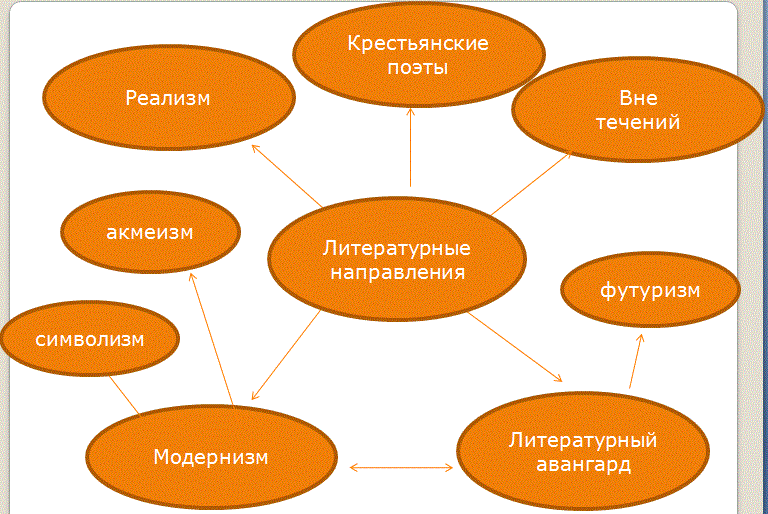 Крестьянские
поэты
Реализм
Вне
течений
акмеизм
Литературные
направления
футуризм
символизм
Модернизм
Литературный
авангард